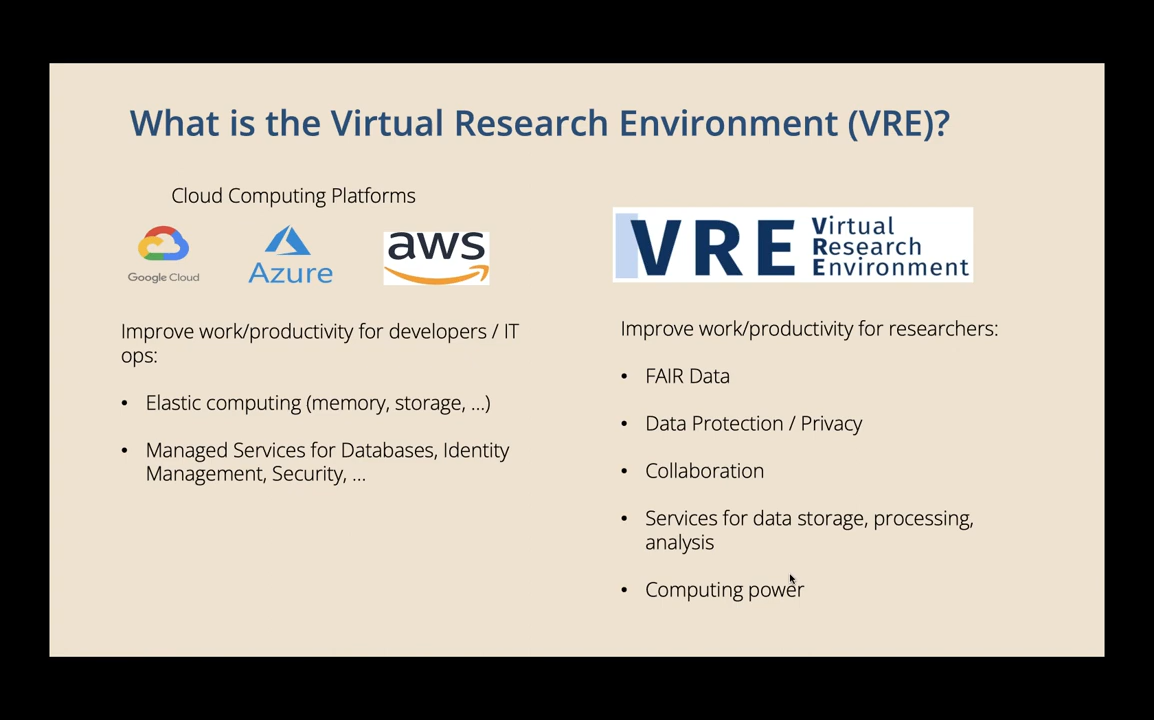 What is the Virtual Research Environment (VRE)?
Cloud Computing Platforms
Google Cloud
Azure
aws
Improve work/productivity for developers / IT
ops:
• Elastic computing (memory, storage, ...)
• Managed Services for Databases, Identity
Management, Security, ...
VRE
Virtual
Research
Environment
Improve work/productivity for researchers:
• FAIR Data
• Data Protection / Privacy
• Collaboration
• Services for data storage, processing,
analysis
• Computing power